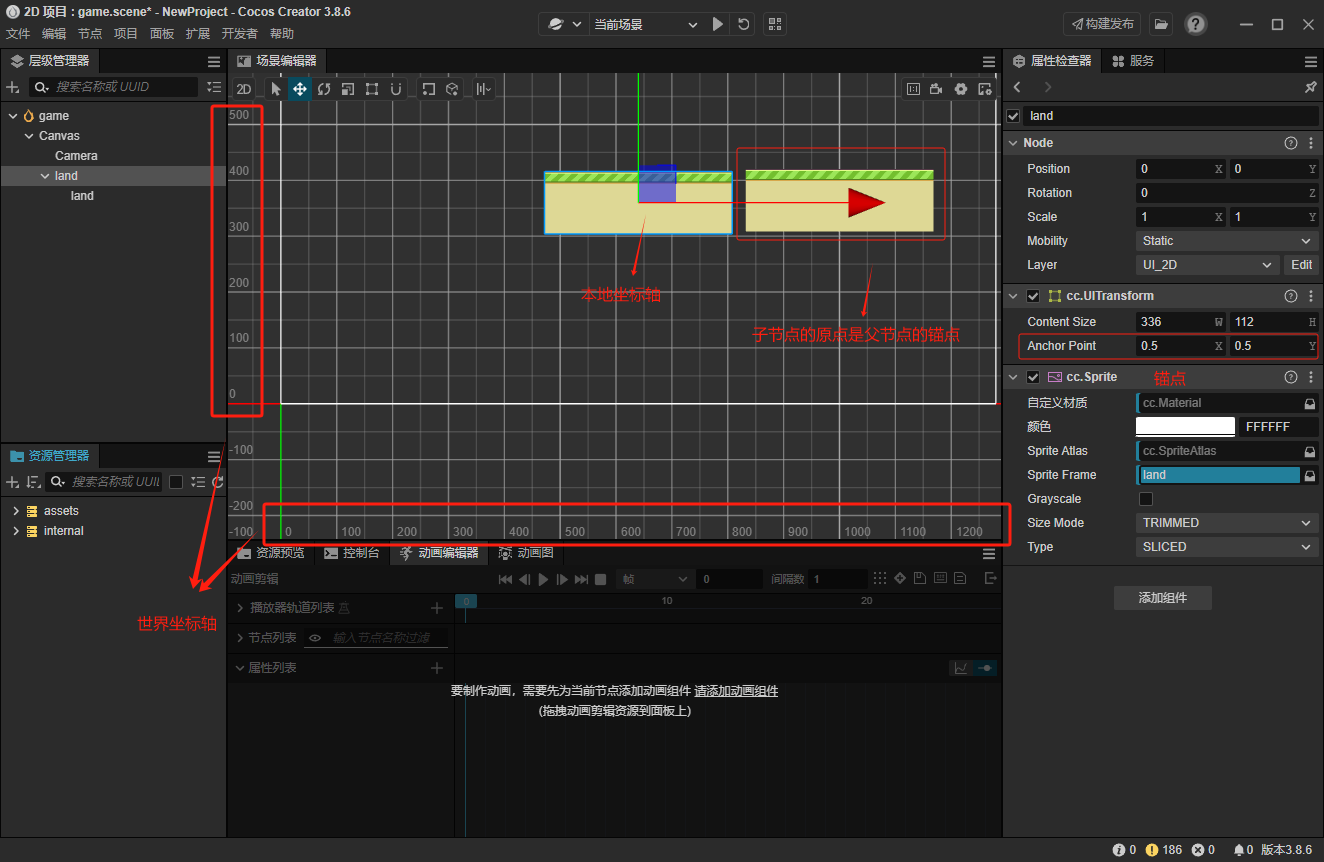 2D 项目 : game.scene* - NewProject - Cocos Creator 3.8.6
文件 编辑 节点 项目 面板 扩展 开发者 帮助
当前场景
构建发布
层级管理器
搜索名称或 UUID
game
Canvas
Camera
land
land
场景编辑器
2D
500
400
300
200
100
0
-100
-200
-100 0 100 200 300 400 500 600 700 800 900 1000 1100 1200
本地坐标轴
子节点的原点是父节点的锚点
世界坐标轴
资源管理器
搜索名称或 UUI
assets
internal
资源预览 控制台 动画编辑器 动画图
动画剪辑
帧 0 间隔数 1
播放器轨道列表
0 10 20
节点列表 输入节点名称过滤
属性列表
要制作动画，需要先为当前节点添加动画组件 请添加动画组件
(拖拽动画剪辑资源到面板上)
属性检查器 服务
land
Node
Position 0 X 0 Y
Rotation 0 Z
Scale 1 X 1 Y
Mobility Static
Layer UI_2D Edit
cc.UITransform
Content Size 336 W 112 H
Anchor Point 0.5 X 0.5 Y
cc.Sprite 锚点
自定义材质 cc.Material
颜色 FFFFFF
Sprite Atlas cc.SpriteAtlas
Sprite Frame land
Grayscale
Size Mode TRIMMED
Type SLICED
添加组件
0 186 0 0 版本3.8.6